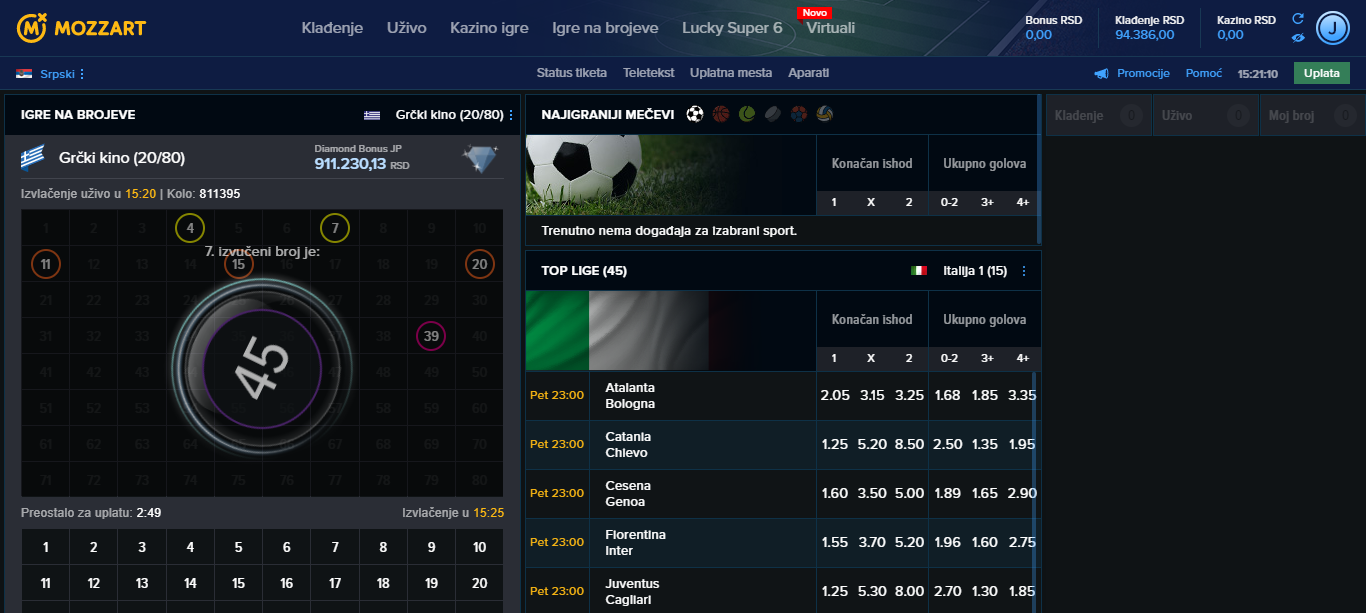 MOZZART
Klađenje Uživo Kazino igre Igre na brojeve Lucky Super 6 Novo Virtuali
Bonus RSD Klađenje RSD Kazino RSD
0,00 94.386,00 0,00
J
Srpski
Status tiketa Teletekst Uplatna mesta Aparati
Promocije Pomoć 15:21:10 Uplata
IGRE NA BROJEVE Grčki kino (20/80)
Grčki kino (20/80)
Diamond Bonus JP
911.230,13 RSD
Izvlačenje uživo u 15:20 | Kolo: 811395
1 2 3 4 5 6 7 8 9 10
7. izvučeni broj je:
11 12 13 14 15 16 17 18 19 20
21 22 23 24 26 27 28 29 30
31 32 33 38 39 40
45
41 42 43 48 49 50
51 52 53 58 59 60
61 62 63 64 66 67 68 69 70
71 72 73 74 75 76 77 78 79 80
Preostalo za uplatu: 2:49 Izvlačenje u 15:25
1 2 3 4 5 6 7 8 9 10
11 12 13 14 15 16 17 18 19 20
NAJIGRANIJI MEČEVI
Konačan ishod Ukupno golova
1 X 2 0-2 3+ 4+
Trenutno nema događaja za izabrani sport.
TOP LIGE (45) Italija 1 (15)
Konačan ishod Ukupno golova
1 X 2 0-2 3+ 4+
Pet 23:00 Atalanta
Bologna
2.05 3.15 3.25 1.68 1.85 3.35
Pet 23:00 Catania
Chievo
1.25 5.20 8.50 2.50 1.35 1.95
Pet 23:00 Cesena
Genoa
1.60 3.50 5.00 1.89 1.65 2.90
Pet 23:00 Fiorentina
Inter
1.55 3.70 5.20 1.96 1.60 2.75
Pet 23:00 Juventus
Cagliari
1.25 5.30 8.00 2.70 1.30 1.85
Klađenje 0 Uživo 0 Moj broj 0